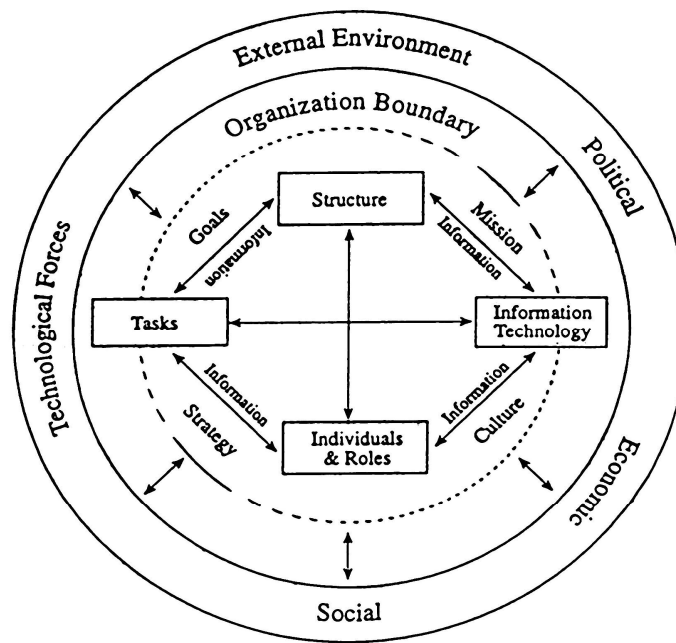 External Environment
Organization Boundary
Political
Technological Forces
Goals
Information
Structure
Mission
Information
Tasks
Information
Technology
Information
Strategy
Individuals
& Roles
Information
Culture
Economic
Social